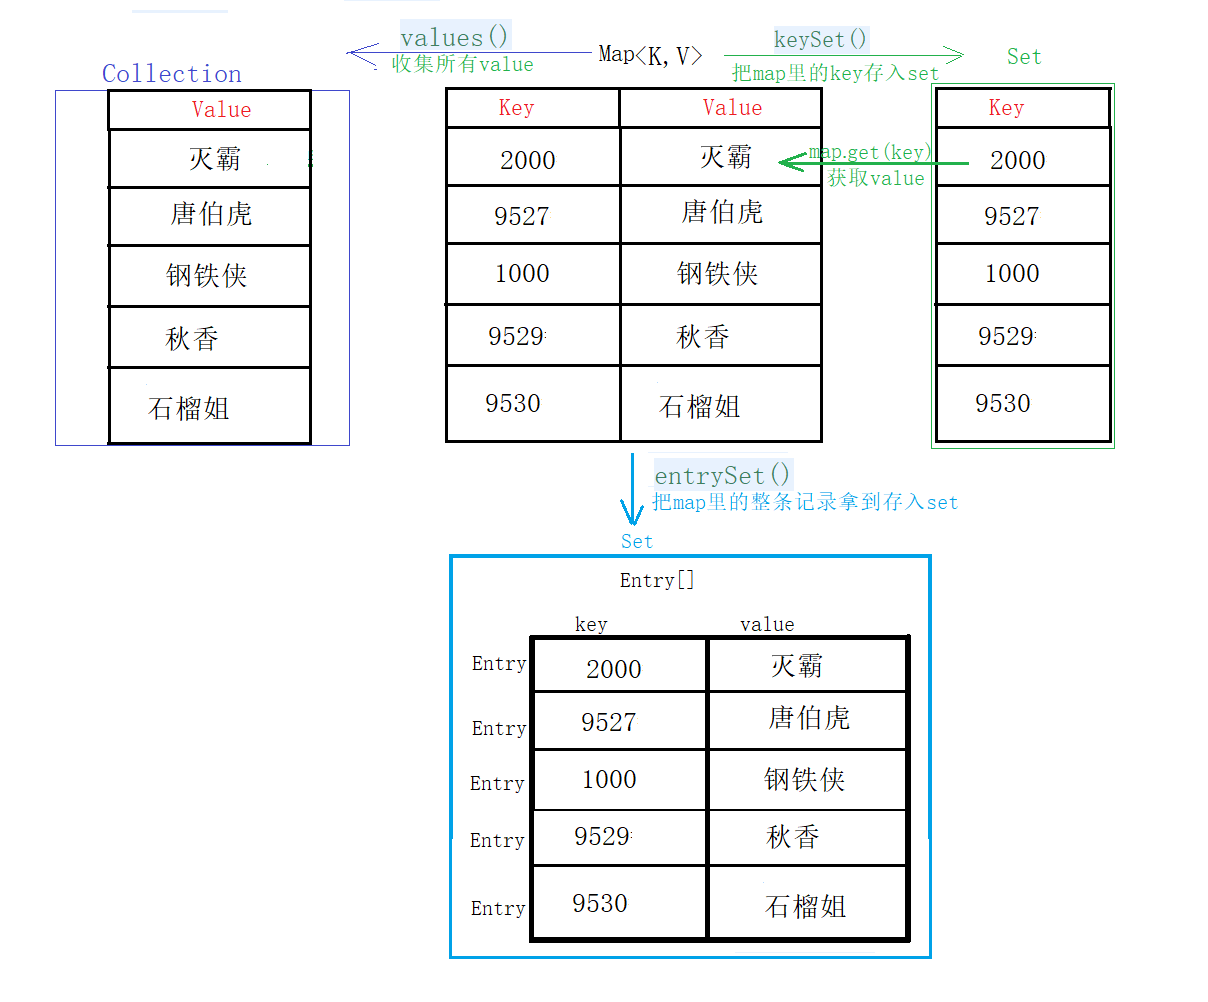 values()
Map<K,V>
keySet()
收集所有value
把map里的key存入set
Collection
Set
Value
灭霸
唐伯虎
钢铁侠
秋香
石榴姐
Key Value
2000 灭霸
9527 唐伯虎
1000 钢铁侠
9529 秋香
9530 石榴姐
map.get(key)
获取value
Key
2000
9527
1000
9529
9530
entrySet()
把map里的整条记录拿到存入set
Set
Entry[]
key value
Entry 2000 灭霸
Entry 9527 唐伯虎
Entry 1000 钢铁侠
Entry 9529 秋香
Entry 9530 石榴姐